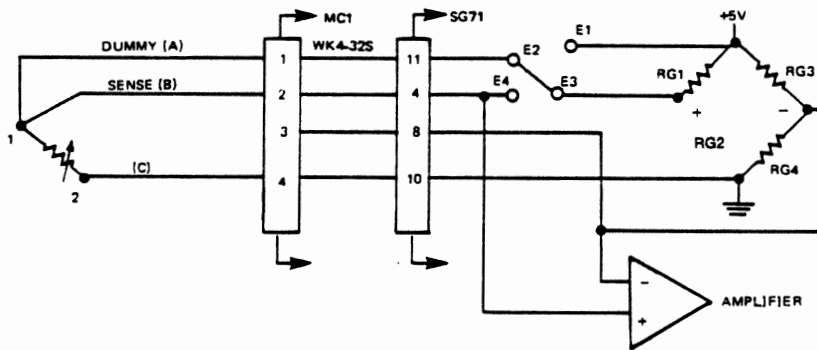 MC1
SG71
+5V
E1
E2
DUMMY (A)
WK4-32S
1
11
RG1
RG3
SENSE (B)
E4
E3
2
4
+
-
1
3
8
RG2
(C)
RG4
2
4
10
-
+
AMPLIFIER